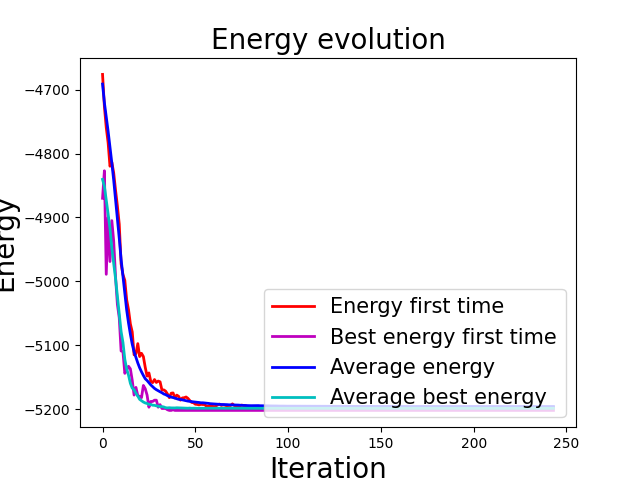 Energy evolution
Energy
−4700
−4800
−4900
−5000
−5100
−5200
0
50
100
150
200
250
Iteration
Energy first time
Best energy first time
Average energy
Average best energy